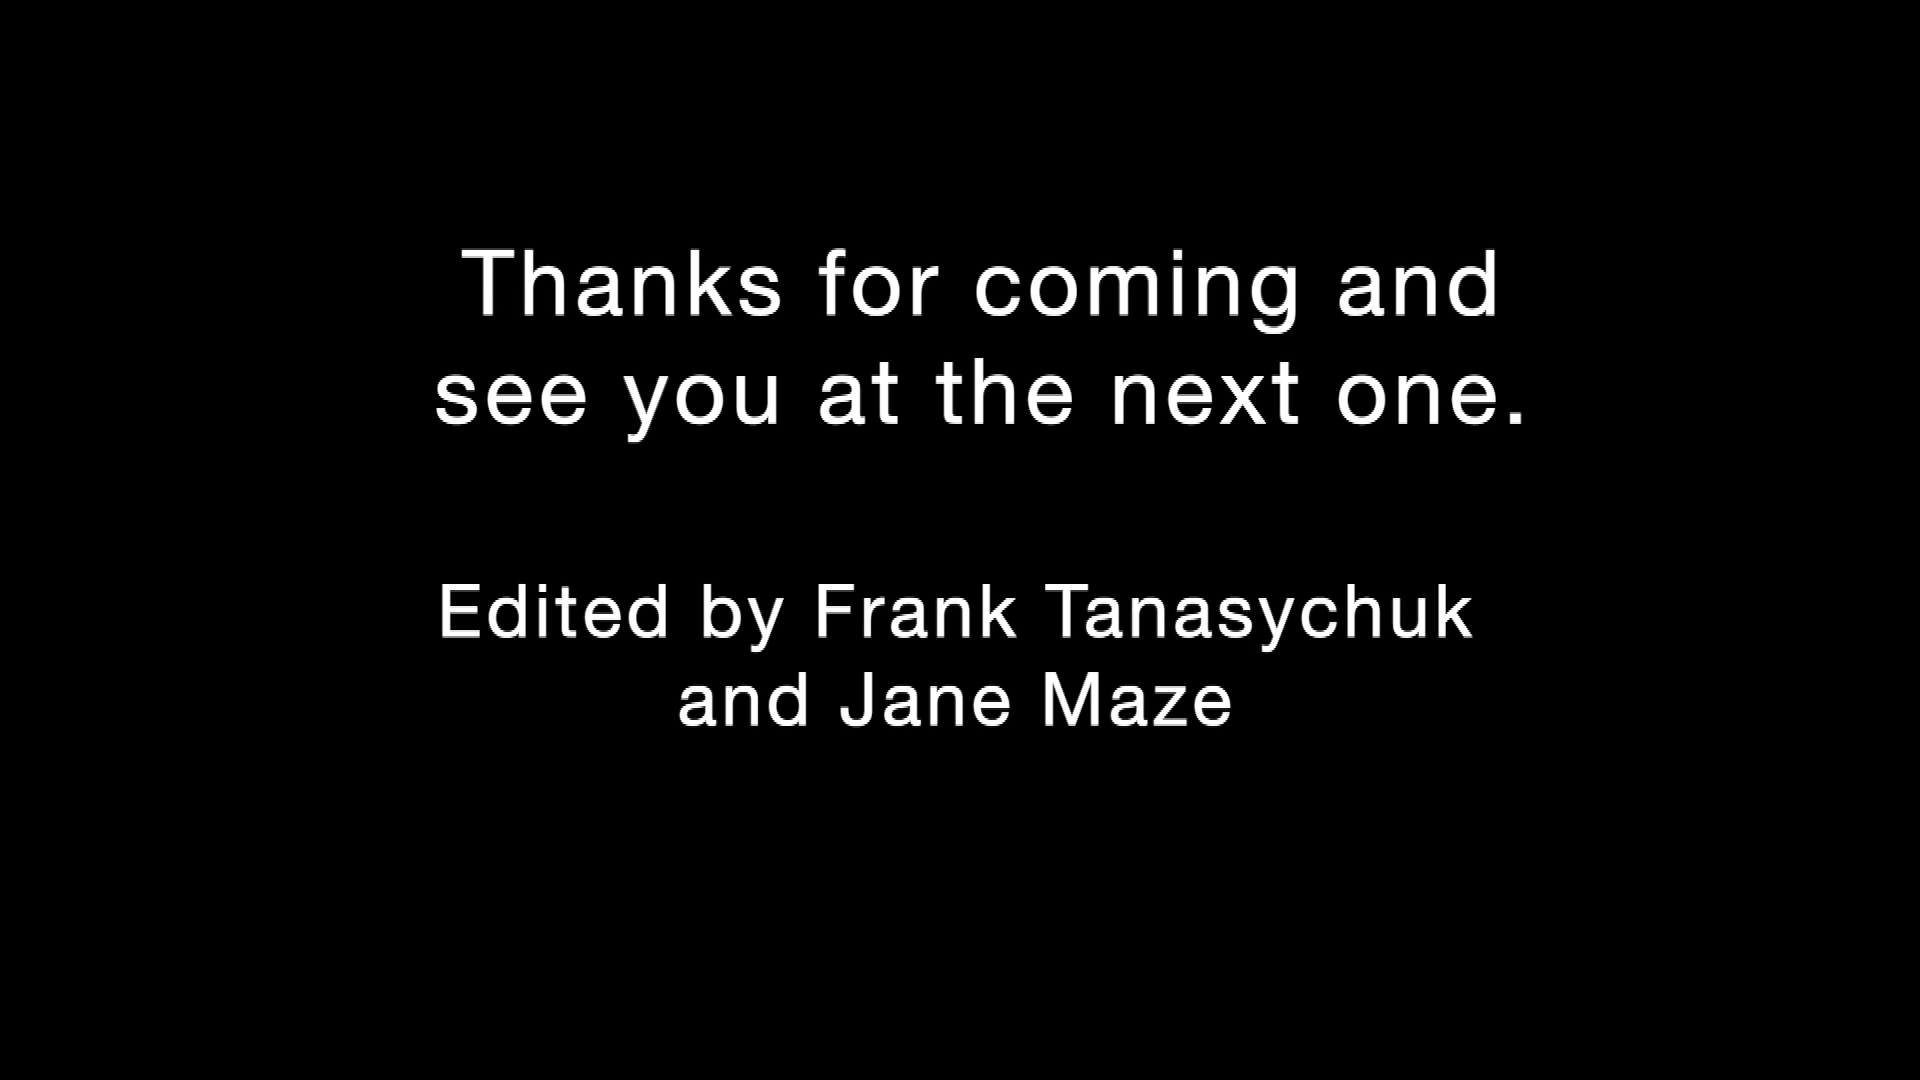 Thanks for coming and
see you at the next one.
Edited by Frank Tanasychuk
and Jane Maze